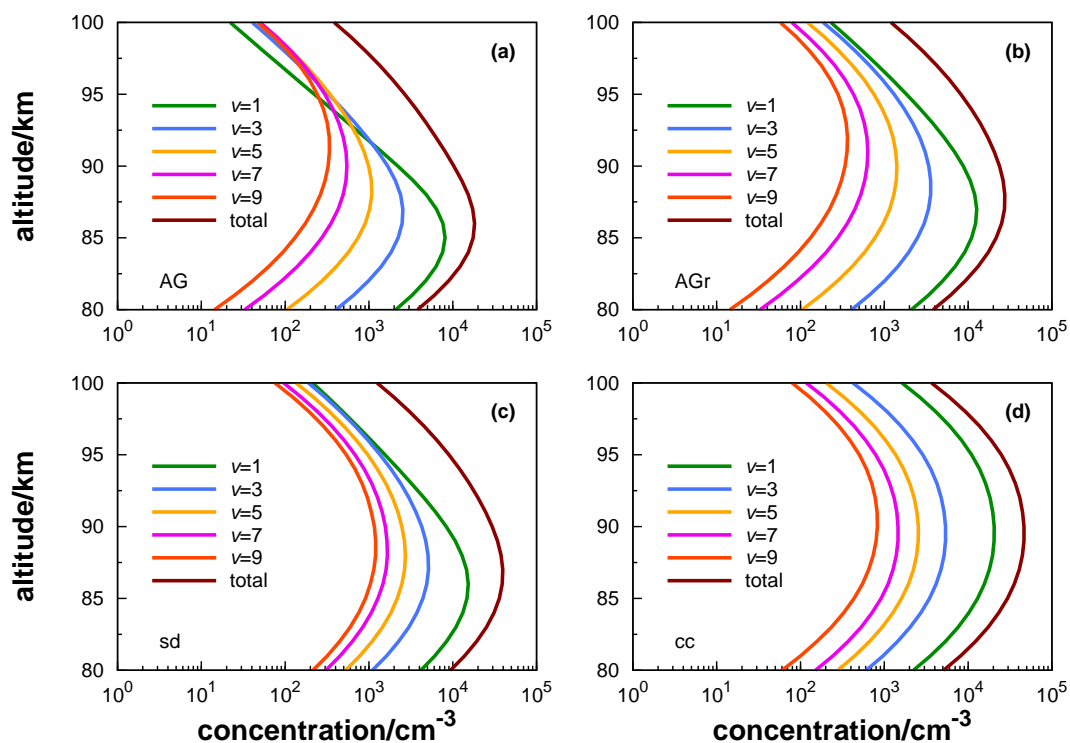 100
95
90
85
80
altitude/km
(a)
v=1
v=3
v=5
v=7
v=9
total
AG
10^0 10^1 10^2 10^3 10^4 10^5
100
95
90
85
80
(b)
v=1
v=3
v=5
v=7
v=9
total
AGr
10^0 10^1 10^2 10^3 10^4 10^5
100
95
90
85
80
altitude/km
(c)
v=1
v=3
v=5
v=7
v=9
total
sd
10^0 10^1 10^2 10^3 10^4 10^5
concentration/cm^-3
100
95
90
85
80
(d)
v=1
v=3
v=5
v=7
v=9
total
cc
10^0 10^1 10^2 10^3 10^4 10^5
concentration/cm^-3